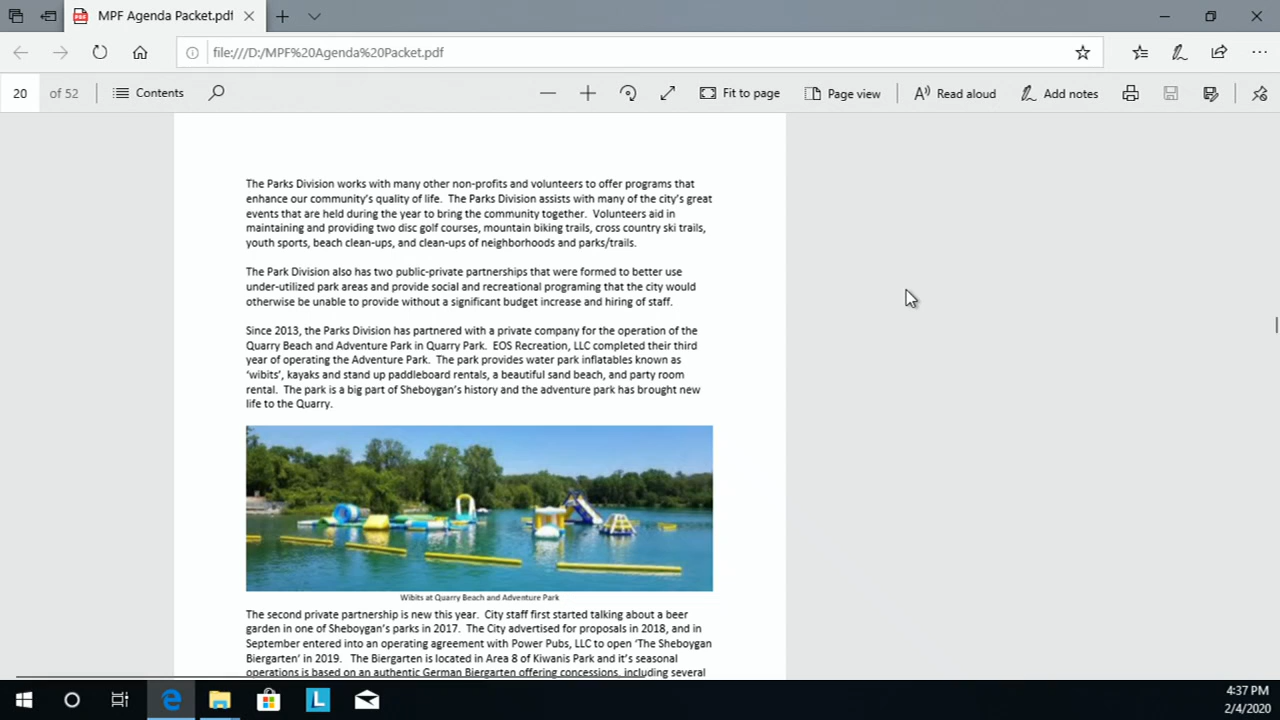 MPF Agenda Packet.pdf
file:///D:/MPF%20Agenda%20Packet.pdf
20 of 52 Contents Fit to page Page view Read aloud Add notes
The Parks Division works with many other non-profits and volunteers to offer programs that
enhance our community's quality of life. The Parks Division assists with many of the city's great
events that are held during the year to bring the community together. Volunteers aid in
maintaining and providing two disc golf courses, mountain biking trails, cross country ski trails,
youth sports, beach clean-ups, and clean-ups of neighborhoods and parks/trails.
The Park Division also has two public-private partnerships that were formed to better use
under-utilized park areas and provide social and recreational programing that the city would
otherwise be unable to provide without a significant budget increase and hiring of staff.
Since 2013, the Parks Division has partnered with a private company for the operation of the
Quarry Beach and Adventure Park in Quarry Park. EOS Recreation, LLC completed their third
year of operating the Adventure Park. The park provides water park inflatables known as
'wibits', kayaks and stand up paddleboard rentals, a beautiful sand beach, and party room
rental. The park is a big part of Sheboygan's history and the adventure park has brought new
life to the Quarry.
Wibits at Quarry Beach and Adventure Park
The second private partnership is new this year. City staff first started talking about a beer
garden in one of Sheboygan's parks in 2017. The City advertised for proposals in 2018, and in
September entered into an operating agreement with Power Pubs, LLC to open 'The Sheboygan
Biergarten' in 2019. The Biergarten is located in Area 8 of Kiwanis Park and it's seasonal
operations is based on an authentic German Biergarten offering concessions, including several
L
4:37 PM
2/4/2020